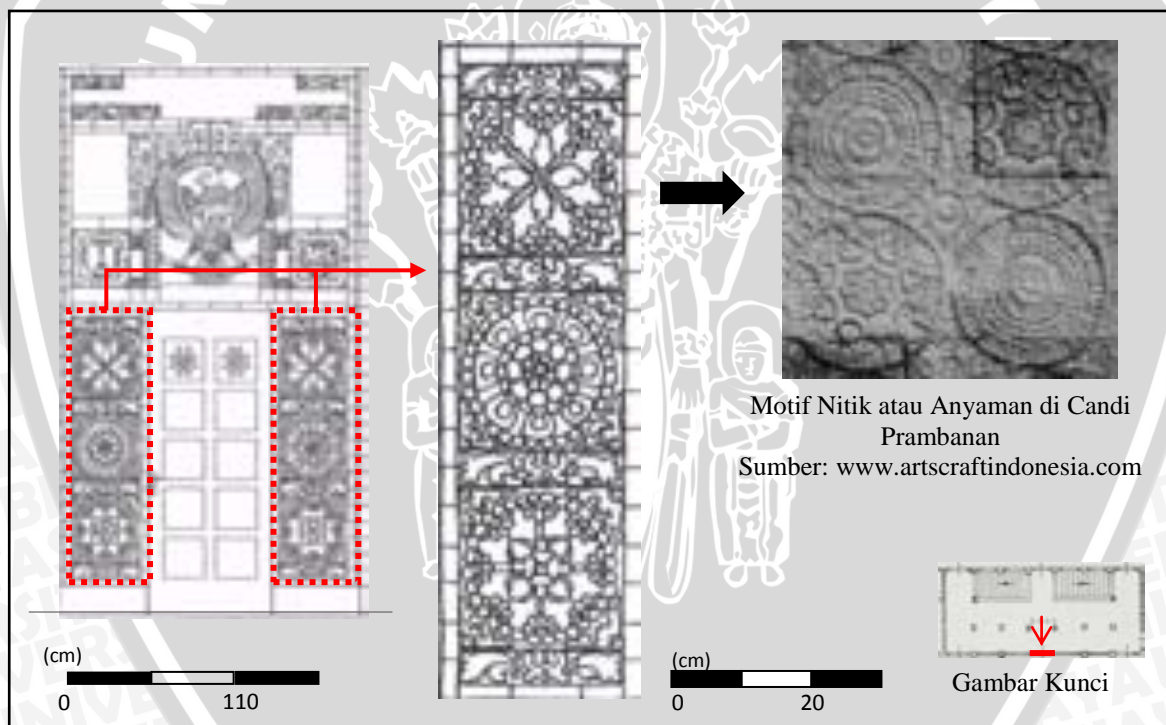 Motif Nitik atau Anyaman di Candi
Prambanan
Sumber: www.artscraftindonesia.com
(cm)
0 110
(cm)
0 20
Gambar Kunci